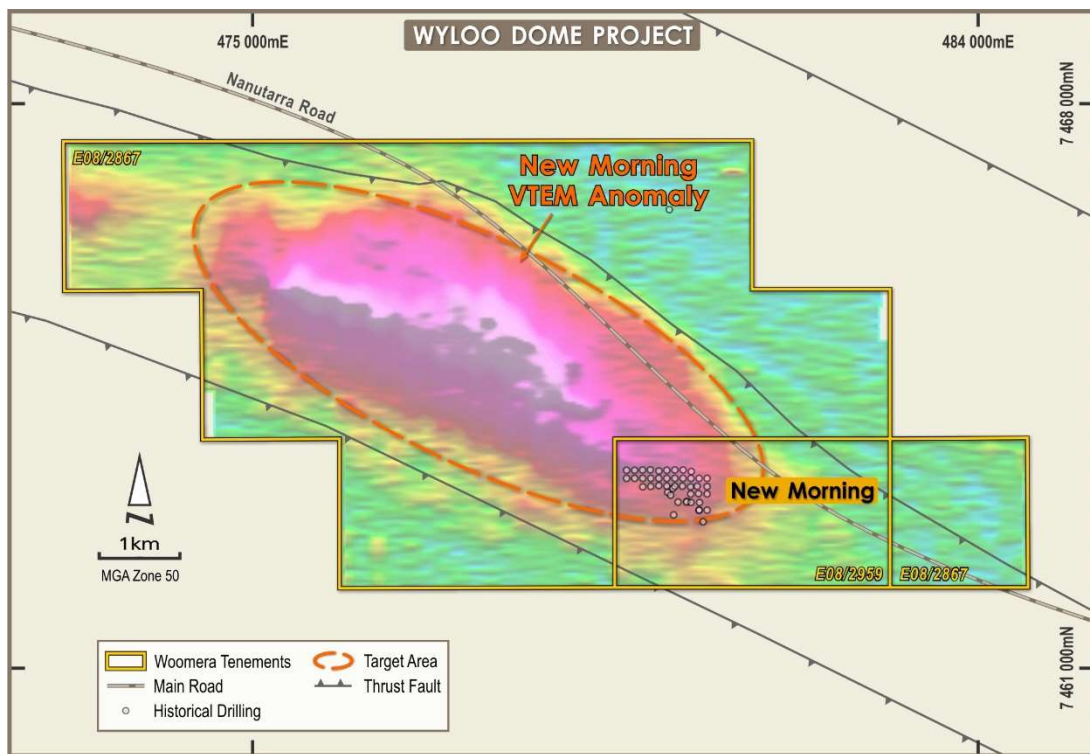 WYLOO DOME PROJECT
475 000mE
484 000mE
7 468 000mN
Nanutarra Road
E08/2867
New Morning
VTEM Anomaly
New Morning
N
1km
MGA Zone 50
E08/2959
E08/2867
7 461 000mN
Woomera Tenements
Target Area
Main Road
Thrust Fault
Historical Drilling